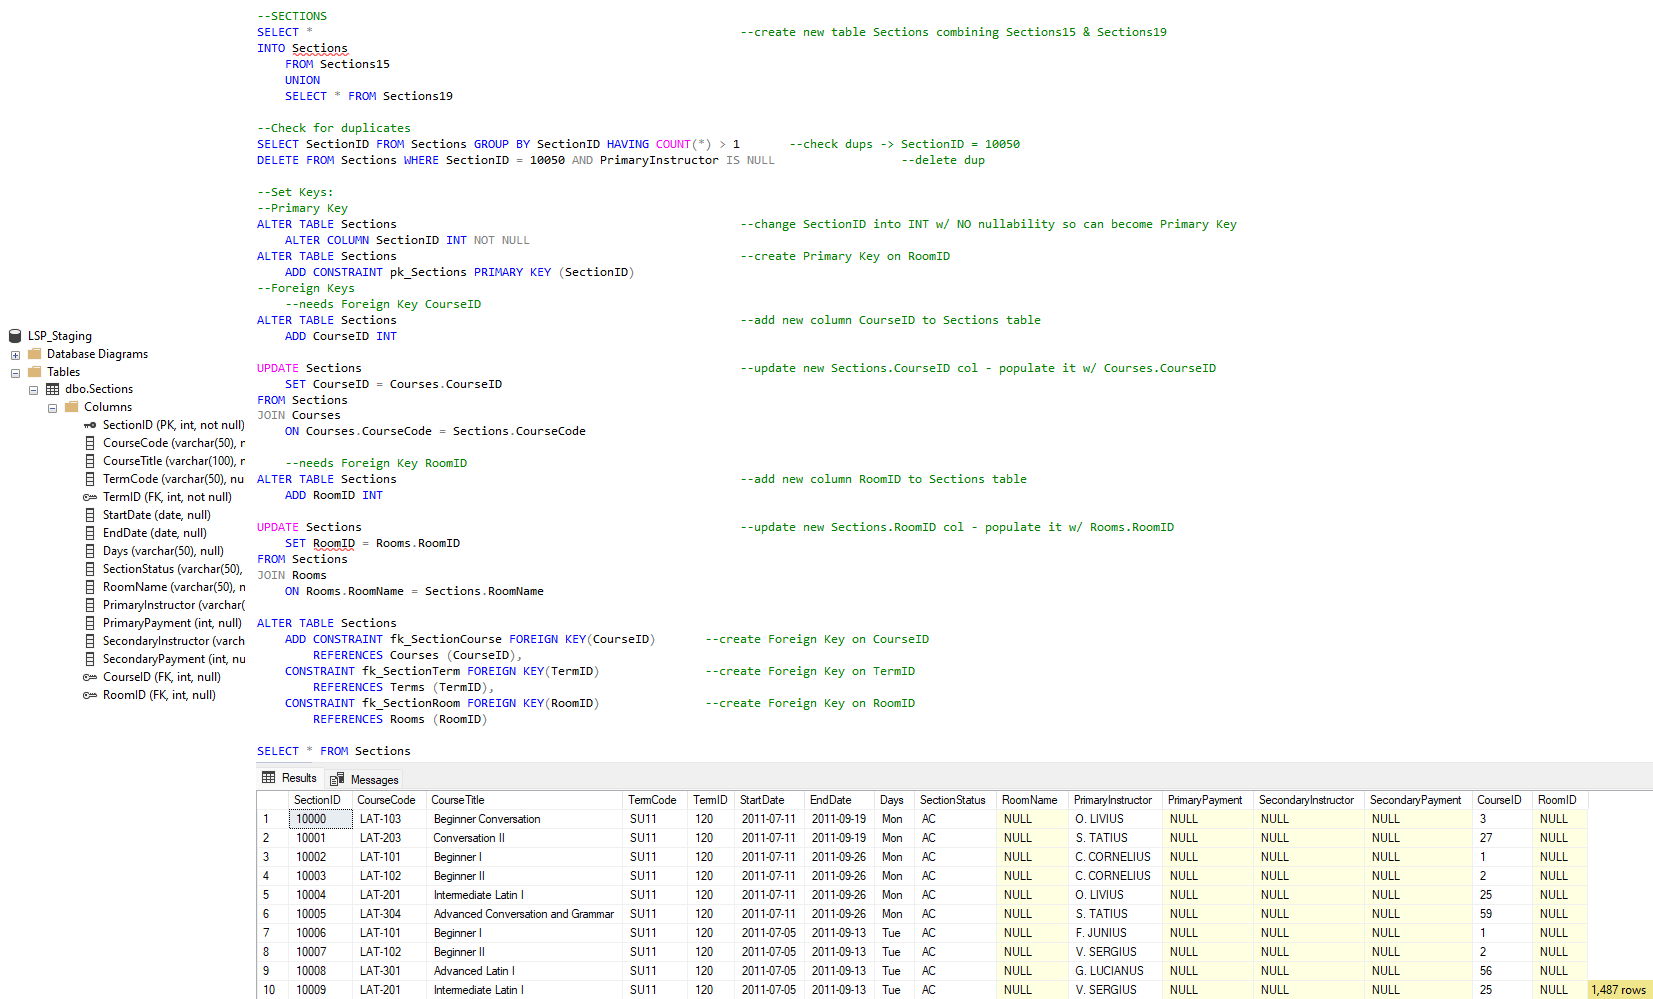 --SECTIONS
SELECT * --create new table Sections combining Sections15 & Sections19
INTO Sections
FROM Sections15
UNION
SELECT * FROM Sections19
--Check for duplicates
SELECT SectionID FROM Sections GROUP BY SectionID HAVING COUNT(*) > 1 --check dups -> SectionID = 10050
DELETE FROM Sections WHERE SectionID = 10050 AND PrimaryInstructor IS NULL --delete dup
--Set Keys:
--Primary Key
ALTER TABLE Sections --change SectionID into INT w/ NO nullability so can become Primary Key
ALTER COLUMN SectionID INT NOT NULL
ALTER TABLE Sections --create Primary Key on RoomID
ADD CONSTRAINT pk_Sections PRIMARY KEY (SectionID)
--Foreign Keys
--needs Foreign Key CourseID
ALTER TABLE Sections --add new column CourseID to Sections table
ADD CourseID INT
UPDATE Sections --update new Sections.CourseID col - populate it w/ Courses.CourseID
SET CourseID = Courses.CourseID
FROM Sections
JOIN Courses
ON Courses.CourseCode = Sections.CourseCode
--needs Foreign Key RoomID
ALTER TABLE Sections --add new column RoomID to Sections table
ADD RoomID INT
UPDATE Sections --update new Sections.RoomID col - populate it w/ Rooms.RoomID
SET RoomID = Rooms.RoomID
FROM Sections
JOIN Rooms
ON Rooms.RoomName = Sections.RoomName
ALTER TABLE Sections
ADD CONSTRAINT fk_SectionCourse FOREIGN KEY(CourseID) --create Foreign Key on CourseID
REFERENCES Courses (CourseID),
CONSTRAINT fk_SectionTerm FOREIGN KEY(TermID) --create Foreign Key on TermID
REFERENCES Terms (TermID),
CONSTRAINT fk_SectionRoom FOREIGN KEY(RoomID) --create Foreign Key on RoomID
REFERENCES Rooms (RoomID)
SELECT * FROM Sections
LSP_Staging
Database Diagrams
Tables
dbo.Sections
Columns
SectionID (PK, int, not null)
CourseCode (varchar(50), n
CourseTitle (varchar(100), n
TermCode (varchar(50), nu
TermID (FK, int, not null)
StartDate (date, null)
EndDate (date, null)
Days (varchar(50), null)
SectionStatus (varchar(50),
RoomName (varchar(50), n
PrimaryInstructor (varchar(
PrimaryPayment (int, null)
SecondaryInstructor (varch
SecondaryPayment (int, nu
CourseID (FK, int, null)
RoomID (FK, int, null)
Results Messages
SectionID CourseCode CourseTitle TermCode TermID StartDate EndDate Days SectionStatus RoomName PrimaryInstructor PrimaryPayment SecondaryInstructor SecondaryPayment CourseID RoomID
1 10000 LAT-103 Beginner Conversation SU11 120 2011-07-11 2011-09-19 Mon AC NULL O. LIVIUS NULL NULL NULL 3 NULL
2 10001 LAT-203 Conversation II SU11 120 2011-07-11 2011-09-19 Mon AC NULL S. TATIUS NULL NULL NULL 27 NULL
3 10002 LAT-101 Beginner I SU11 120 2011-07-11 2011-09-26 Mon AC NULL C. CORNELIUS NULL NULL NULL 1 NULL
4 10003 LAT-102 Beginner II SU11 120 2011-07-11 2011-09-26 Mon AC NULL C. CORNELIUS NULL NULL NULL 2 NULL
5 10004 LAT-201 Intermediate Latin I SU11 120 2011-07-11 2011-09-26 Mon AC NULL O. LIVIUS NULL NULL NULL 25 NULL
6 10005 LAT-304 Advanced Conversation and Grammar SU11 120 2011-07-11 2011-09-26 Mon AC NULL S. TATIUS NULL NULL NULL 59 NULL
7 10006 LAT-101 Beginner I SU11 120 2011-07-05 2011-09-13 Tue AC NULL F. JUNIUS NULL NULL NULL 1 NULL
8 10007 LAT-102 Beginner II SU11 120 2011-07-05 2011-09-13 Tue AC NULL V. SERGIUS NULL NULL NULL 2 NULL
9 10008 LAT-301 Advanced Latin I SU11 120 2011-07-05 2011-09-13 Tue AC NULL G. LUCIANUS NULL NULL NULL 56 NULL
10 10009 LAT-201 Intermediate Latin I SU11 120 2011-07-05 2011-09-13 Tue AC NULL V. SERGIUS NULL NULL NULL 25 NULL
1,487 rows